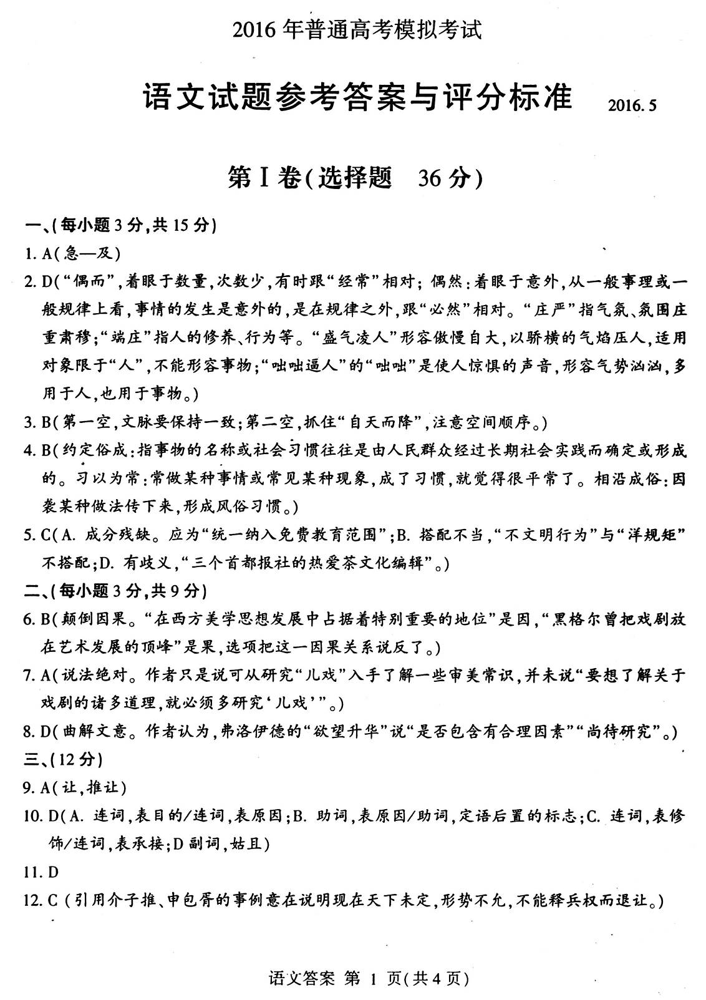 2016 年普通高考模拟考试
语文试题参考答案与评分标准 2016.5
第Ⅰ卷(选择题 36 分)
一、(每小题 3 分,共 15 分)
1. A(急—及)
2. D(“偶而”,着眼于数量,次数少,有时跟“经常”相对; 偶然:着眼于意外,从一般事理或一
般规律上看,事情的发生是意外的,是在规律之外,跟“必然”相对。“庄严”指气氛、氛围庄
重肃穆;“端庄”指人的修养、行为等。“盛气凌人”形容傲慢自大,以骄横的气焰压人,适用
对象限于“人”,不能形容事物;“咄咄逼人”的“咄咄”是使人惊惧的声音,形容气势汹汹,多
用于人,也用于事物。)
3. B(第一空,文脉要保持一致;第二空,抓住“自天而降”,注意空间顺序。)
4. B(约定俗成:指事物的名称或社会习惯往往是由人民群众经过长期社会实践而确定或形成
的。习以为常:常做某种事情或常见某种现象,成了习惯,就觉得很平常了。相沿成俗:因
袭某种做法传下来,形成风俗习惯。)
5. C(A. 成分残缺。应为“统一纳入免费教育范围”;B. 搭配不当,“不文明行为”与“洋规矩”
不搭配;D. 有歧义,“三个首都报社的热爱茶文化编辑”。)
二、(每小题 3 分,共 9 分)
6. B(颠倒因果。“在西方美学思想发展中占据着特别重要的地位”是因,“黑格尔曾把戏剧放
在艺术发展的顶峰”是果,选项把这一因果关系说反了。)
7. A(说法绝对。作者只是说可从研究“儿戏”入手了解一些审美常识,并未说“要想了解关于
戏剧的诸多道理,就必须多研究‘儿戏’”。)
8. D(曲解文意。作者认为,弗洛伊德的“欲望升华”说“是否包含有合理因素”“尚待研究”。)
三、(12 分)
9. A(让,推让)
10. D(A. 连词,表目的/连词,表原因;B. 助词,表原因/助词,定语后置的标志;C. 连词,表修
饰/连词,表承接;D 副词,姑且)
11. D
12. C (引用介子推、申包胥的事例意在说明现在天下未定,形势不允,不能释兵权而退让。)
语文答案 第 1 页(共 4 页)